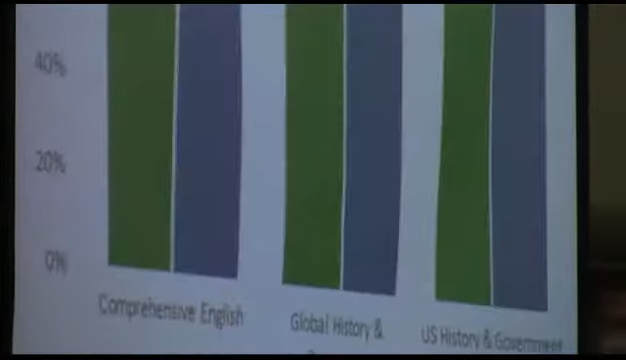 40%
20%
0%
Comprehensive English
Global History &
US History & Government